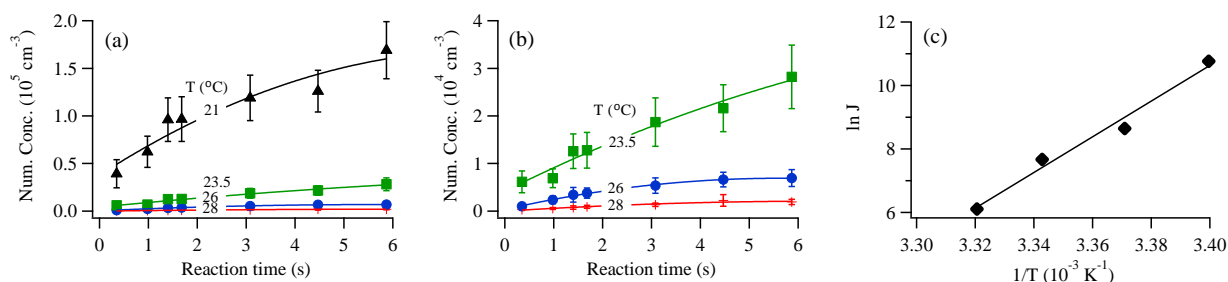 (a)
Num. Conc. (10⁵ cm⁻³)
2.0
1.5
1.0
0.5
0.0
T (°C)
21
23.5
26
28
0 1 2 3 4 5 6
Reaction time (s)
(b)
Num. Conc. (10⁴ cm⁻³)
4
3
2
1
0
T (°C)
23.5
26
28
0 1 2 3 4 5 6
Reaction time (s)
(c)
ln J
12
10
8
6
3.30 3.32 3.34 3.36 3.38 3.40
1/T (10⁻³ K⁻¹)